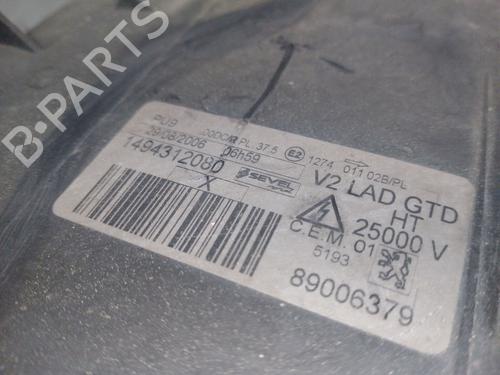 B-PARTS
29/08/2006 06h59
PL 37.5 E2 1274 011 02B/PL
1494312080
X
SEVEL
V2 LAD GTD
HT
25000 V
C.E.M. 01
5193
89006379